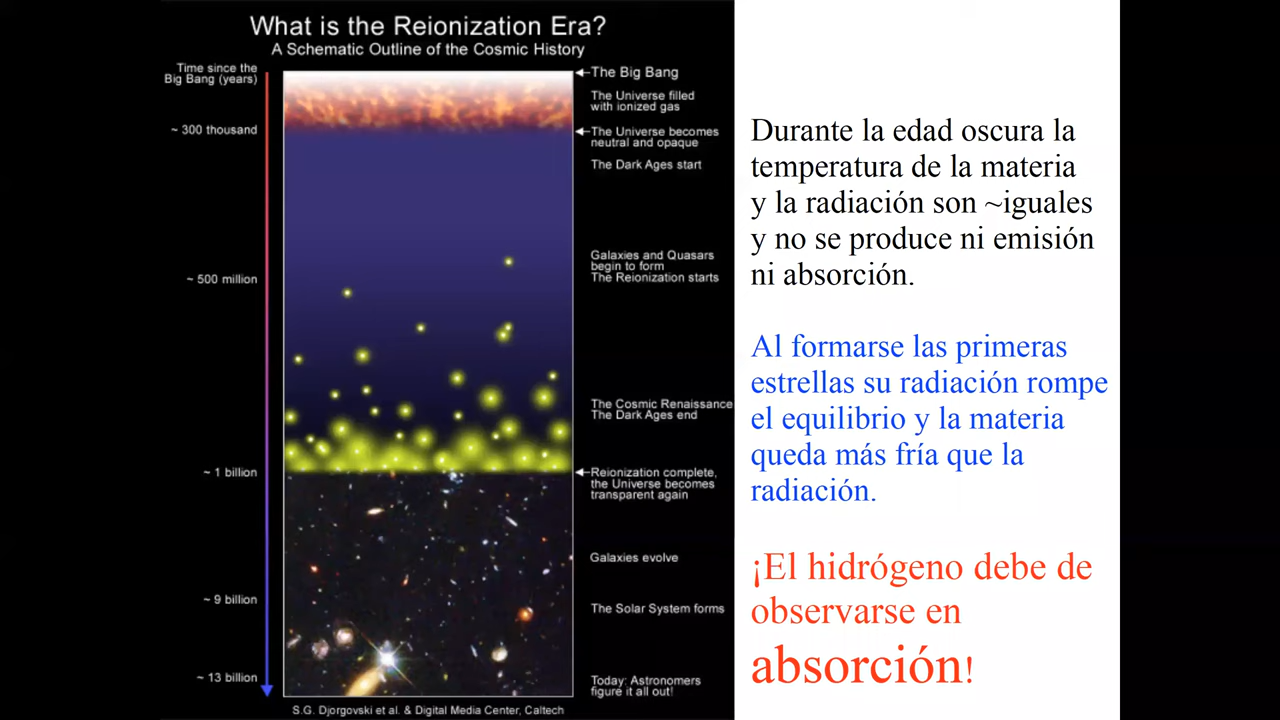 What is the Reionization Era?
A Schematic Outline of the Cosmic History
Time since the
Big Bang (years)
~ 300 thousand
~ 500 million
~ 1 billion
~ 9 billion
~ 13 billion
The Big Bang
The Universe filled
with ionized gas
The Universe becomes
neutral and opaque
The Dark Ages start
Galaxies and Quasars
begin to form
The Reionization starts
The Cosmic Renaissance
The Dark Ages end
Reionization complete,
the Universe becomes
transparent again
Galaxies evolve
The Solar System forms
Today: Astronomers
figure it all out!
S.G. Djorgovski et al. & Digital Media Center, Caltech
Durante la edad oscura la
temperatura de la materia
y la radiación son ~iguales
y no se produce ni emisión
ni absorción.
Al formarse las primeras
estrellas su radiación rompe
el equilibrio y la materia
queda más fría que la
radiación.
¡El hidrógeno debe de
observarse en
absorción!